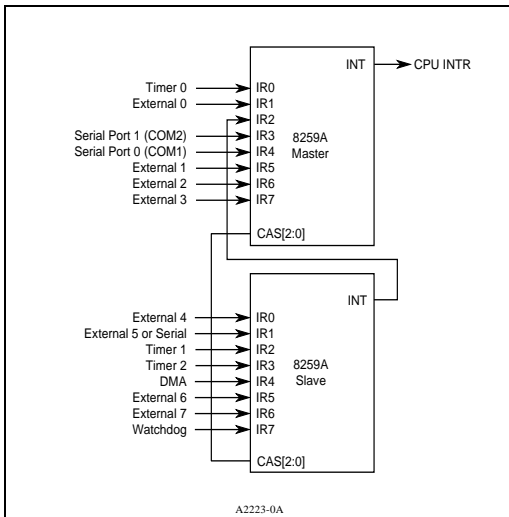 INT CPU INTR
Timer 0 IR0
External 0 IR1
IR2
Serial Port 1 (COM2) IR3 8259A
Serial Port 0 (COM1) IR4 Master
External 1 IR5
External 2 IR6
External 3 IR7
CAS[2:0]
INT
External 4 IR0
External 5 or Serial IR1
Timer 1 IR2
Timer 2 IR3 8259A
DMA IR4 Slave
External 6 IR5
External 7 IR6
Watchdog IR7
CAS[2:0]
A2223-0A